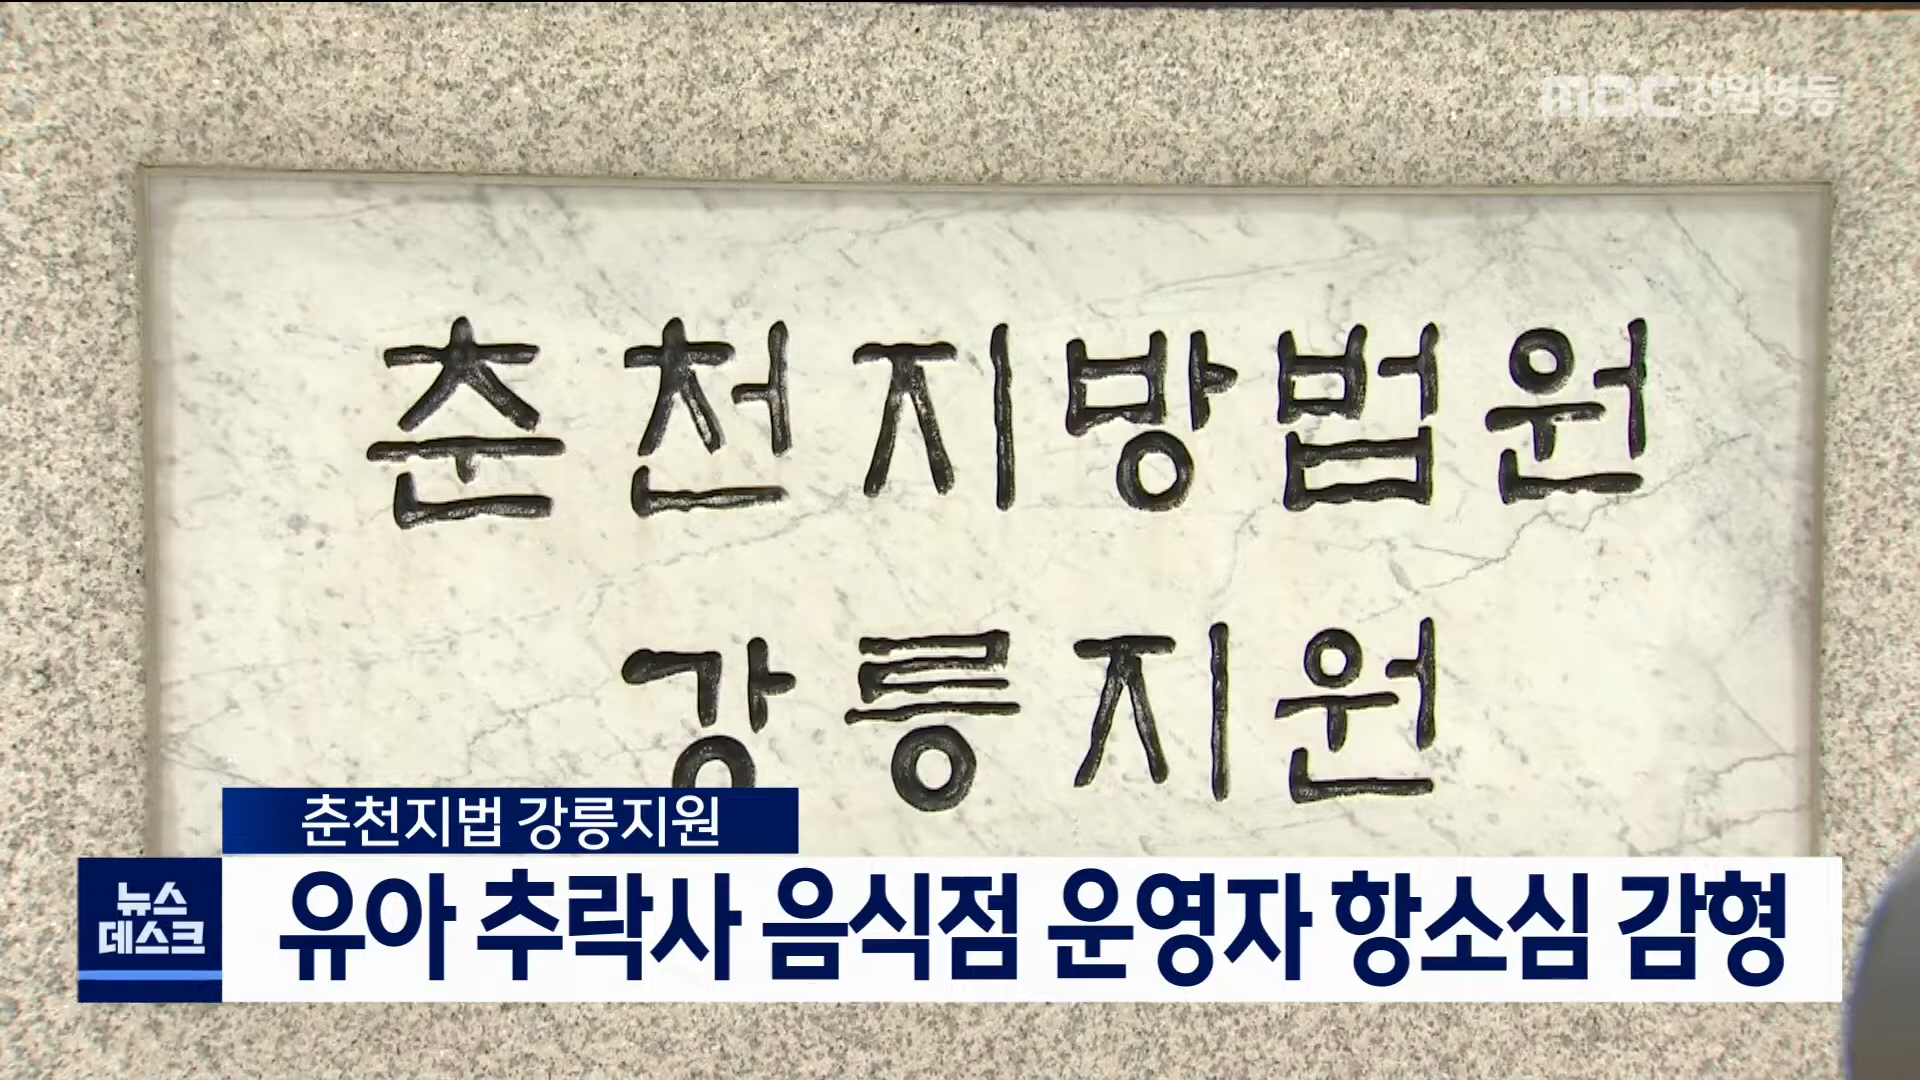 MBC강원영동
춘천지방법원
강릉지원
춘천지법 강릉지원
뉴스
데스크
유아 추락사 음식점 운영자 항소심 감형